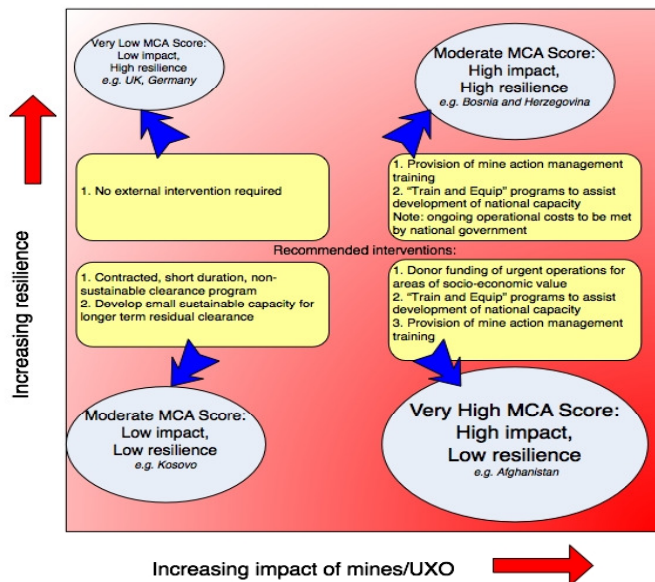 Very Low MCA Score:
Low impact,
High resilience
e.g. UK, Germany
Moderate MCA Score:
High impact,
High resilience
e.g. Bosnia and Herzegovina
1. No external intervention required
1. Provision of mine action management
training
2. “Train and Equip” programs to assist
development of national capacity
Note: ongoing operational costs to be met
by national government
Recommended interventions:
1. Contracted, short duration, non-
sustainable clearance program
2. Develop small sustainable capacity for
longer term residual clearance
1. Donor funding of urgent operations for
areas of socio-economic value
2. “Train and Equip” programs to assist
development of national capacity
3. Provision of mine action management
training
Moderate MCA Score:
Low impact,
Low resilience
e.g. Kosovo
Very High MCA Score:
High impact,
Low resilience
e.g. Afghanistan
Increasing resilience
Increasing impact of mines/UXO